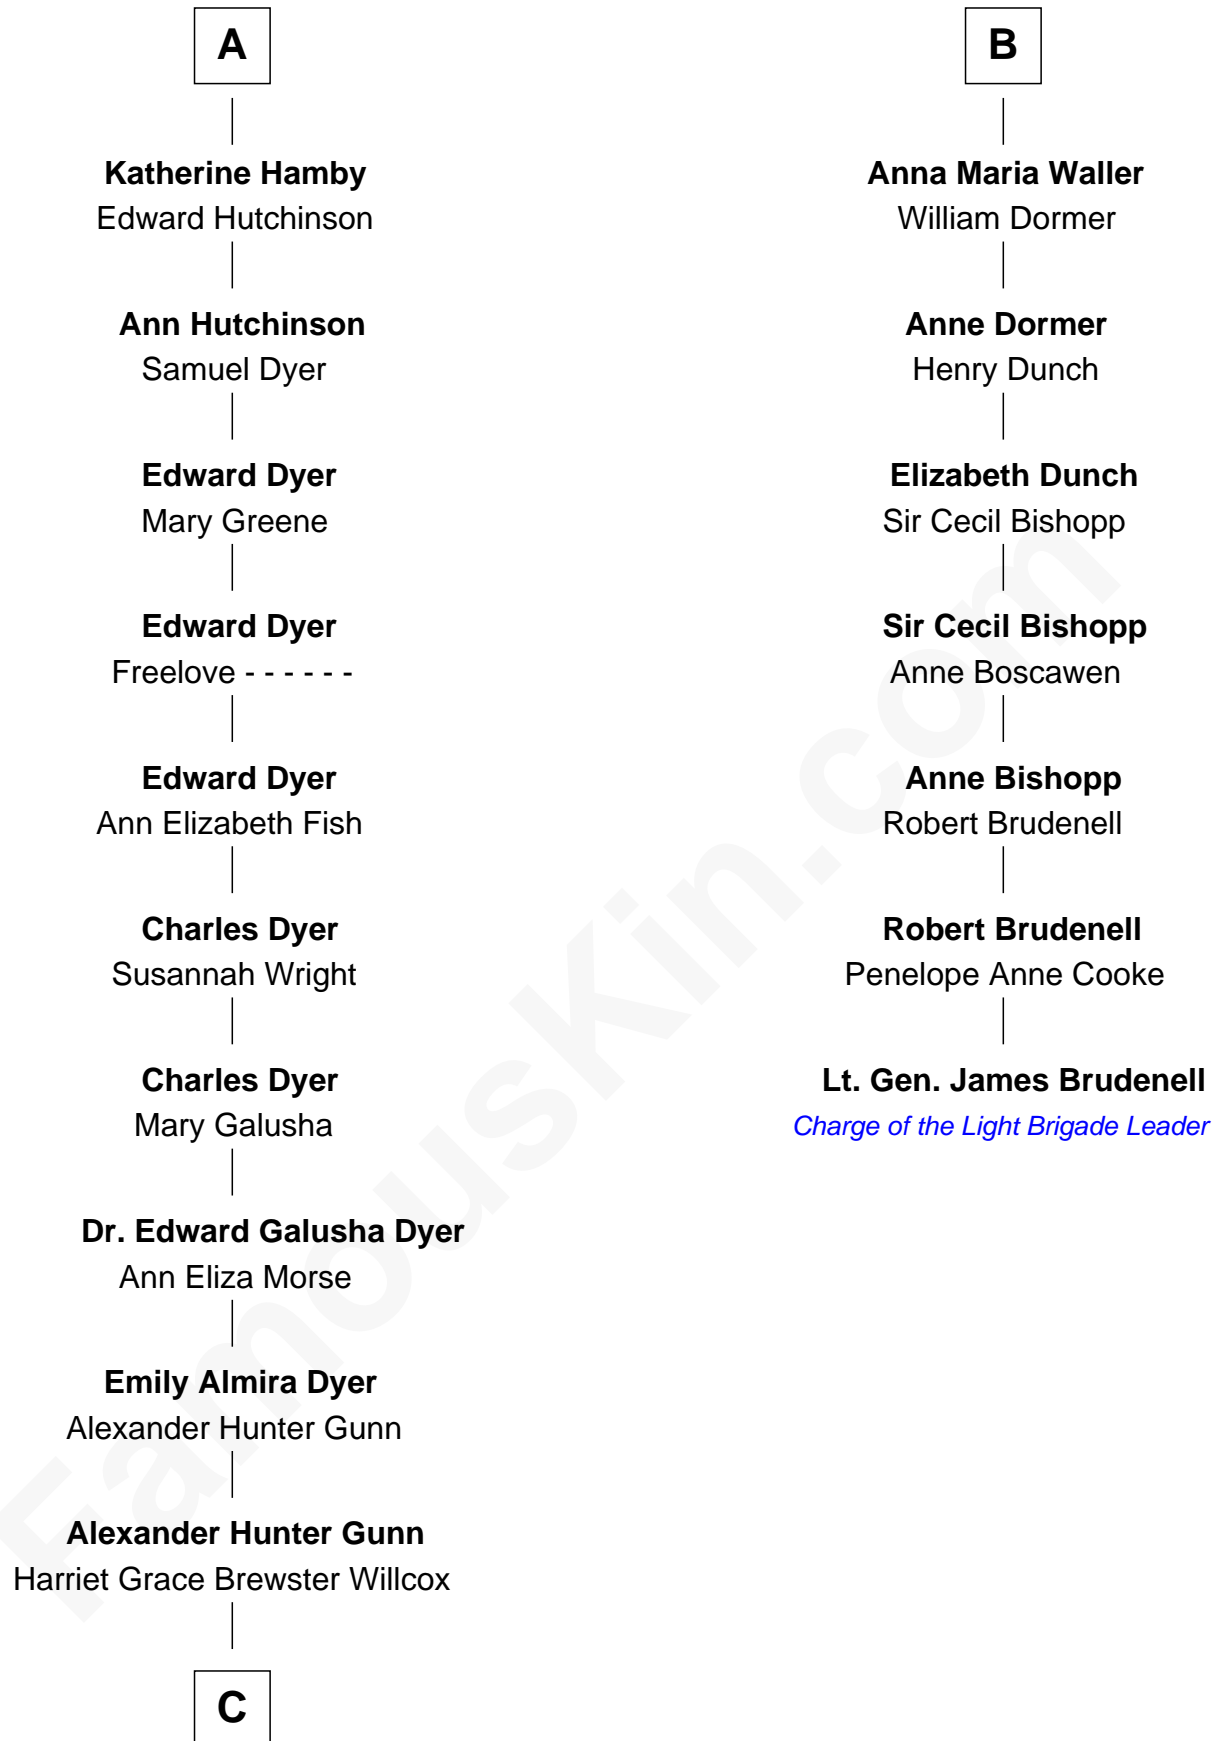 A
Katherine Hamby
Edward Hutchinson
Ann Hutchinson
Samuel Dyer
Edward Dyer
Mary Greene
Edward Dyer
Freelove - - - - - -
Edward Dyer
Ann Elizabeth Fish
Charles Dyer
Susannah Wright
Charles Dyer
Mary Galusha
Dr. Edward Galusha Dyer
Ann Eliza Morse
Emily Almira Dyer
Alexander Hunter Gunn
Alexander Hunter Gunn
Harriet Grace Brewster Willcox
C
B
Anna Maria Waller
William Dormer
Anne Dormer
Henry Dunch
Elizabeth Dunch
Sir Cecil Bishopp
Sir Cecil Bishopp
Anne Boscawen
Anne Bishopp
Robert Brudenell
Robert Brudenell
Penelope Anne Cooke
Lt. Gen. James Brudenell
Charge of the Light Brigade Leader
FamousKin.com